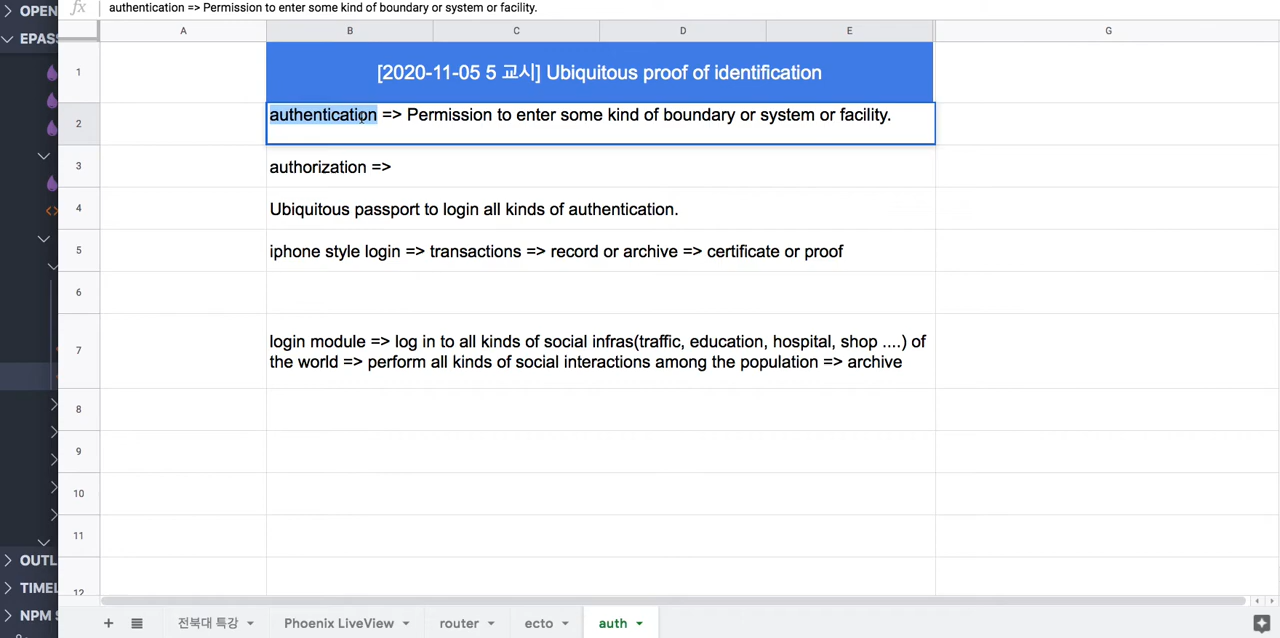 OPEN
fx authentication => Permission to enter some kind of boundary or system or facility.
EPAS
A B C D E G
1 [2020-11-05 5 교시] Ubiquitous proof of identification
2 authentication => Permission to enter some kind of boundary or system or facility.
3 authorization =>
4 Ubiquitous passport to login all kinds of authentication.
5 iphone style login => transactions => record or archive => certificate or proof
6
7 login module => log in to all kinds of social infras(traffic, education, hospital, shop ....) of
the world => perform all kinds of social interactions among the population => archive
8
9
10
11
OUTL
TIMEL
12
NPM S
전북대 특강 Phoenix LiveView router ecto auth